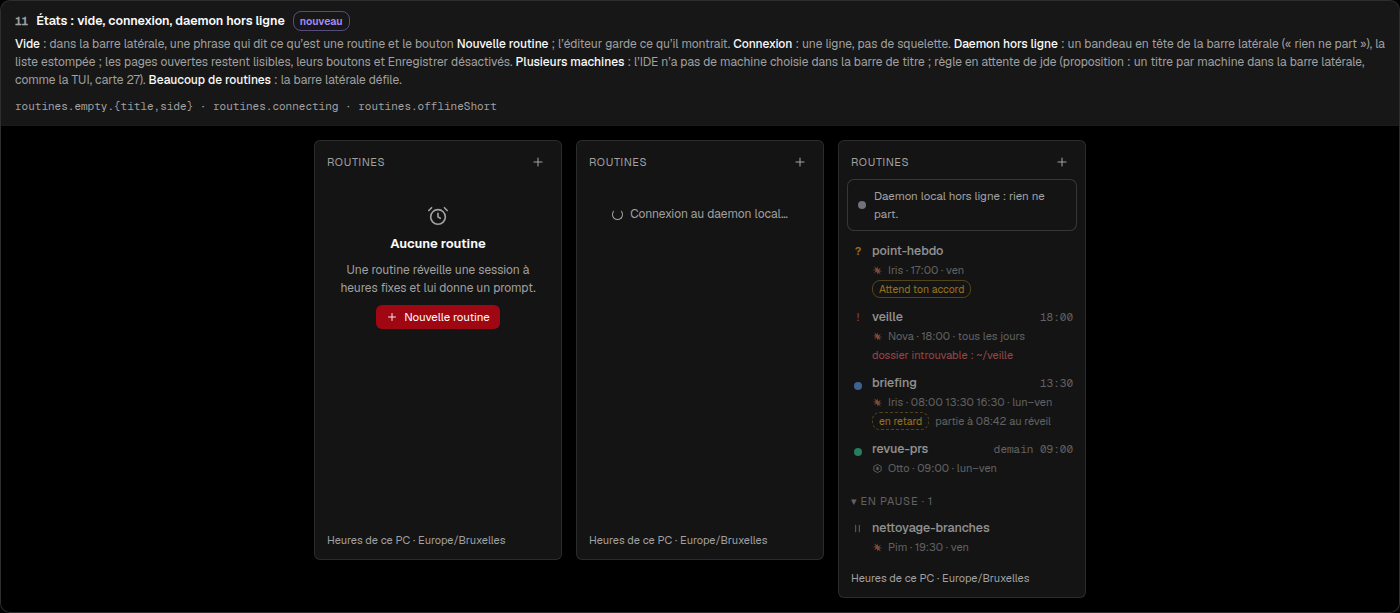 11 États : vide, connexion, daemon hors ligne nouveau
Vide : dans la barre latérale, une phrase qui dit ce qu'est une routine et le bouton Nouvelle routine ; l'éditeur garde ce qu'il montrait. Connexion : une ligne, pas de squelette. Daemon hors ligne : un bandeau en tête de la barre latérale (« rien ne part »), la
liste estompée ; les pages ouvertes restent lisibles, leurs boutons et Enregistrer désactivés. Plusieurs machines : l'IDE n'a pas de machine choisie dans la barre de titre ; règle en attente de jde (proposition : un titre par machine dans la barre latérale,
comme la TUI, carte 27). Beaucoup de routines : la barre latérale défile.
routines.empty.{title,side} · routines.connecting · routines.offlineShort
ROUTINES +
Aucune routine
Une routine réveille une session à
heures fixes et lui donne un prompt.
+ Nouvelle routine
Heures de ce PC · Europe/Bruxelles
ROUTINES +
Connexion au daemon local…
Heures de ce PC · Europe/Bruxelles
ROUTINES +
Daemon local hors ligne : rien ne
part.
? point-hebdo
Iris · 17:00 · ven
Attend ton accord
! veille 18:00
Nova · 18:00 · tous les jours
dossier introuvable : ~/veille
briefing 13:30
Iris · 08:00 13:30 16:30 · lun–ven
en retard partie à 08:42 au réveil
revue-prs demain 09:00
Otto · 09:00 · lun–ven
▾ EN PAUSE · 1
nettoyage-branches
Pim · 19:30 · ven
Heures de ce PC · Europe/Bruxelles